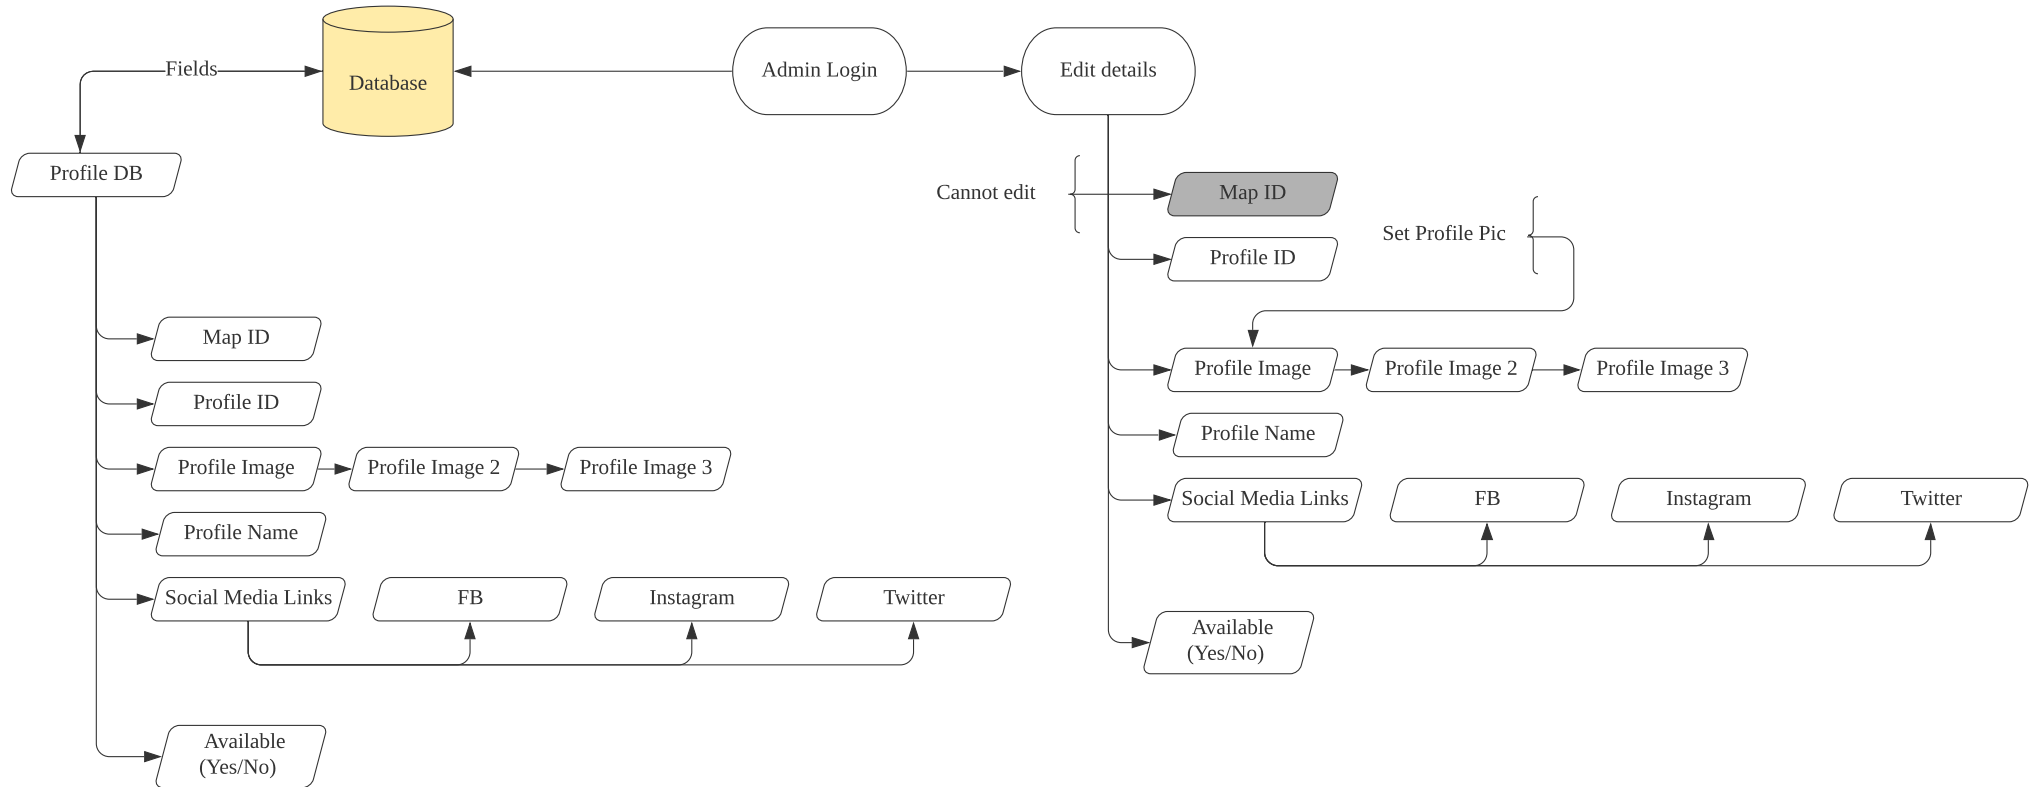 Fields
Database
Admin Login
Edit details
Profile DB
Map ID
Profile ID
Profile Image
Profile Image 2
Profile Image 3
Profile Name
Social Media Links
FB
Instagram
Twitter
Available
(Yes/No)
Cannot edit
Map ID
Set Profile Pic
Profile ID
Profile Image
Profile Image 2
Profile Image 3
Profile Name
Social Media Links
FB
Instagram
Twitter
Available
(Yes/No)